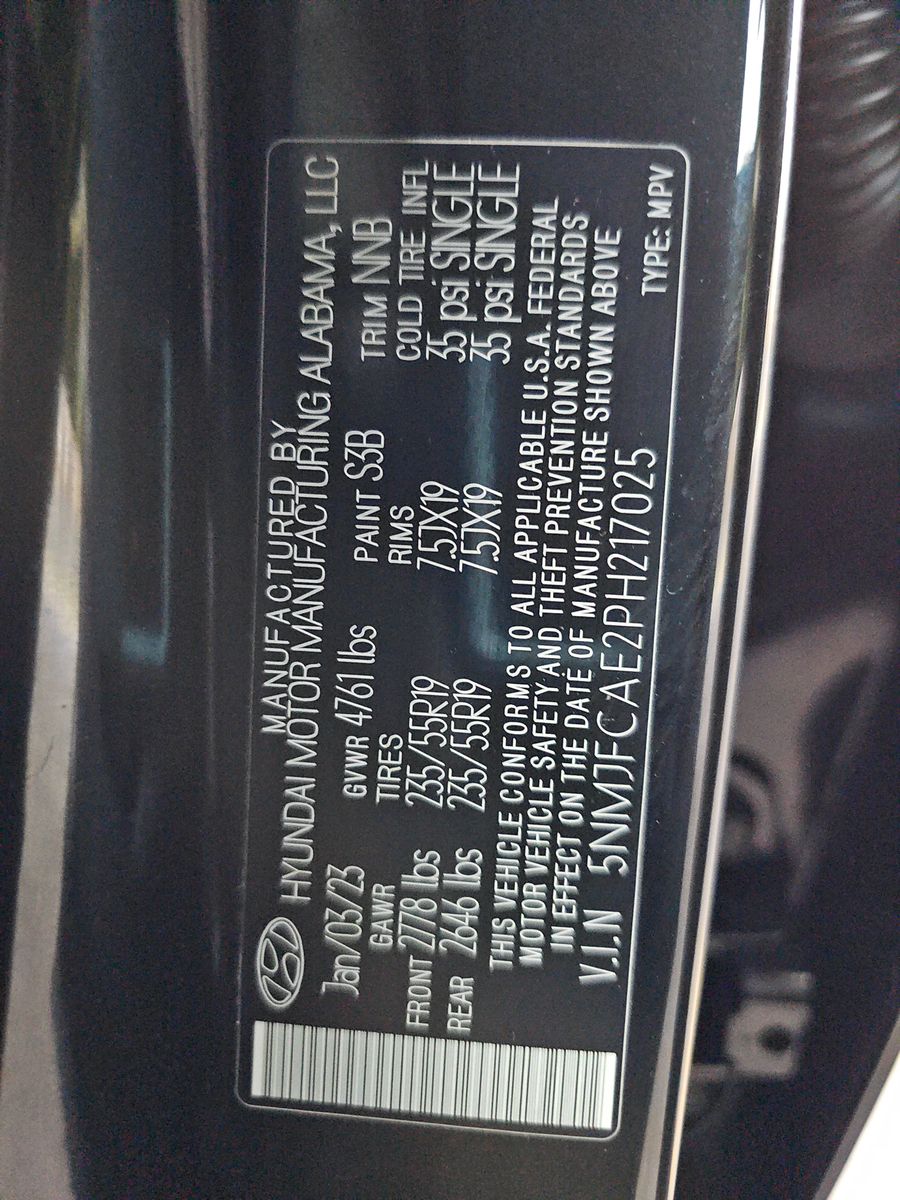 MANUFACTURED BY
HYUNDAI MOTOR MANUFACTURING ALABAMA, LLC
Jan/03/23 GVWR 4761 lbs PAINT S3B TRIM NNB
GAWR TIRES RIMS COLD TIRE INFL
FRONT 2778 lbs 235/55R19 7.5JX19 35 psi SINGLE
REAR 2646 lbs 235/55R19 7.5JX19 35 psi SINGLE
THIS VEHICLE CONFORMS TO ALL APPLICABLE U.S.A. FEDERAL
MOTOR VEHICLE SAFETY AND THEFT PREVENTION STANDARDS
IN EFFECT ON THE DATE OF MANUFACTURE SHOWN ABOVE
V.I.N 5NMJFCAE2PH217025 TYPE: MPV